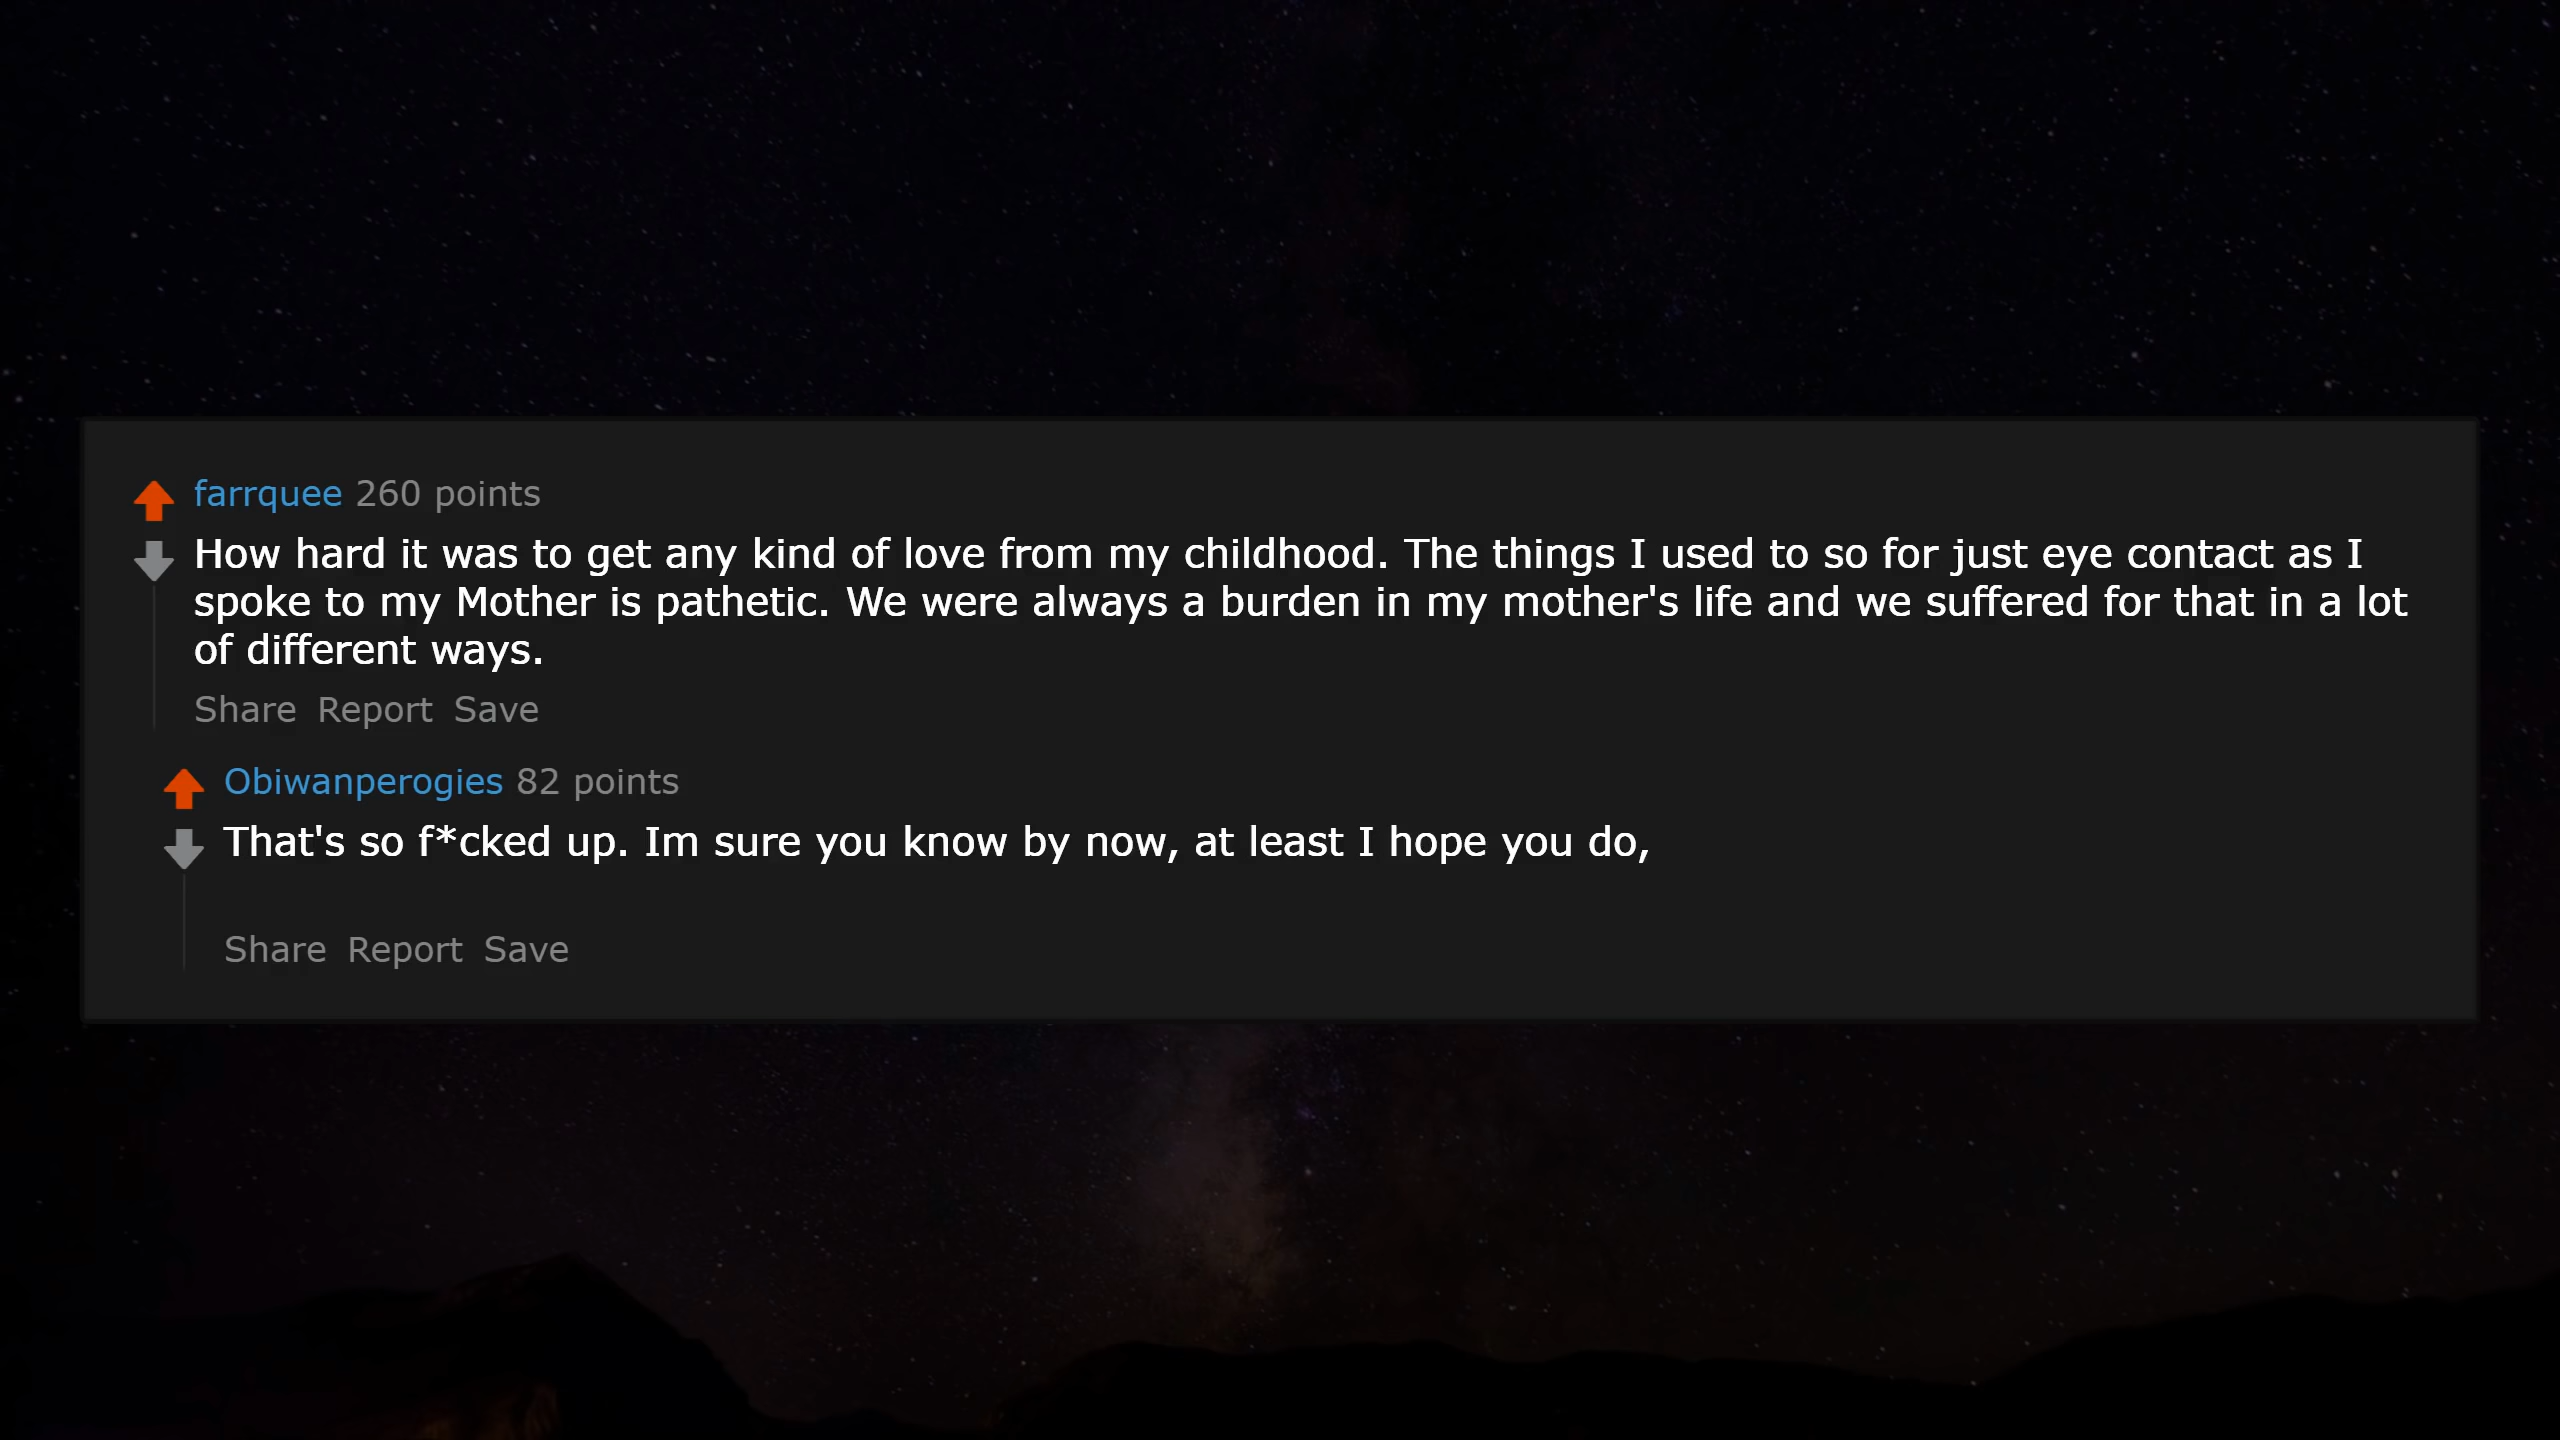 farrquee 260 points
How hard it was to get any kind of love from my childhood. The things I used to so for just eye contact as I
spoke to my Mother is pathetic. We were always a burden in my mother's life and we suffered for that in a lot
of different ways.
Share Report Save
Obiwanperogies 82 points
That's so f*cked up. Im sure you know by now, at least I hope you do,
Share Report Save